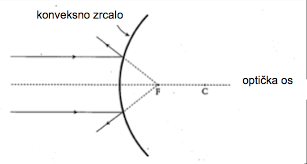 konveksno zrcalo
optička os
F
C